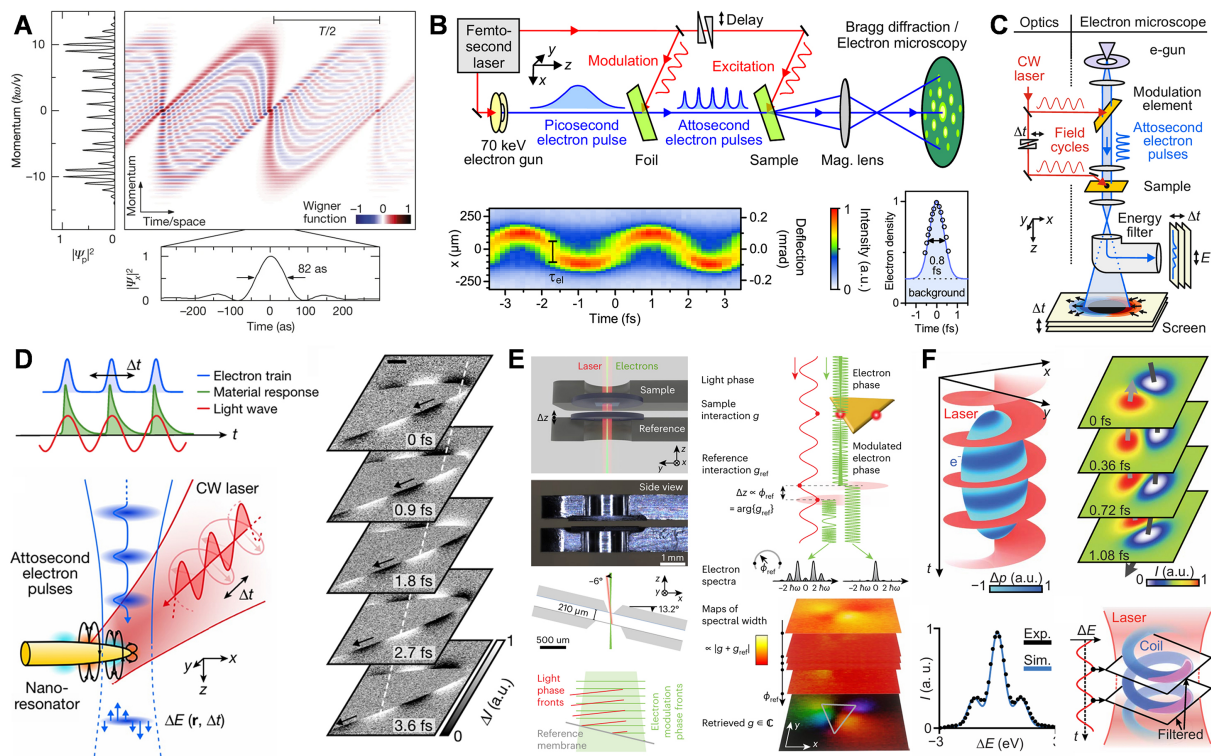 A
Momentum (ħω/v)
10
0
−10
1
0
|Ψp|²
T/2
Momentum
Time/space
Wigner
function
−1
0
1
|Ψx|²
1
0
82 as
−200
−100
0
100
200
Time (as)
B
Femto-
second
laser
y
z
x
Delay
Modulation
Excitation
Bragg diffraction /
Electron microscopy
Picosecond
electron pulse
Attosecond
electron pulses
70 keV
electron gun
Foil
Sample
Mag. lens
x (µm)
250
0
−250
τel
−3
−2
−1
0
1
2
3
Time (fs)
0.2
0.0
−0.2
Deflection
(mrad)
Intensity (a.u.)
1
0
Electron density
0.8
fs
background
−1
0
1
Time (fs)
C
Optics
Electron microscope
CW
laser
e-gun
Modulation
element
Δt
Field
cycles
Attosecond
electron
pulses
Sample
y
x
z
Energy
filter
Δt
E
Δt
Screen
D
Δt
Electron train
Material response
Light wave
t
CW laser
Attosecond
electron
pulses
Δt
y
x
z
Nano-
resonator
ΔE (r, Δt)
0 fs
0.9 fs
1.8 fs
2.7 fs
3.6 fs
1
0
ΔI (a.u.)
E
Laser
Electrons
Sample
Δz
Reference
z
y
x
Side view
1 mm
−6°
z
y
x
210 µm
13.2°
500 um
Light phase
fronts
Electron
modulation
phase fronts
Reference
membrane
Light phase
Sample
interaction g
Reference
interaction gref
Electron
phase
Modulated
electron
phase
Δz ∝ ϕref
= arg{gref}
Electron
spectra
ϕref
−2 ħω 0 2 ħω
−2 ħω 0 2 ħω
Maps of
spectral width
∝ |g + gref|
ϕref
Retrieved g ∈ ℂ
y
x
F
x
y
Laser
e−
t
−1
1
Δp (a.u.)
0 fs
0.36 fs
0.72 fs
1.08 fs
0
1
I (a.u.)
I (a.u.)
1
0
Exp.
Sim.
−3
ΔE (eV)
ΔE
Laser
Coil
t
Filtered